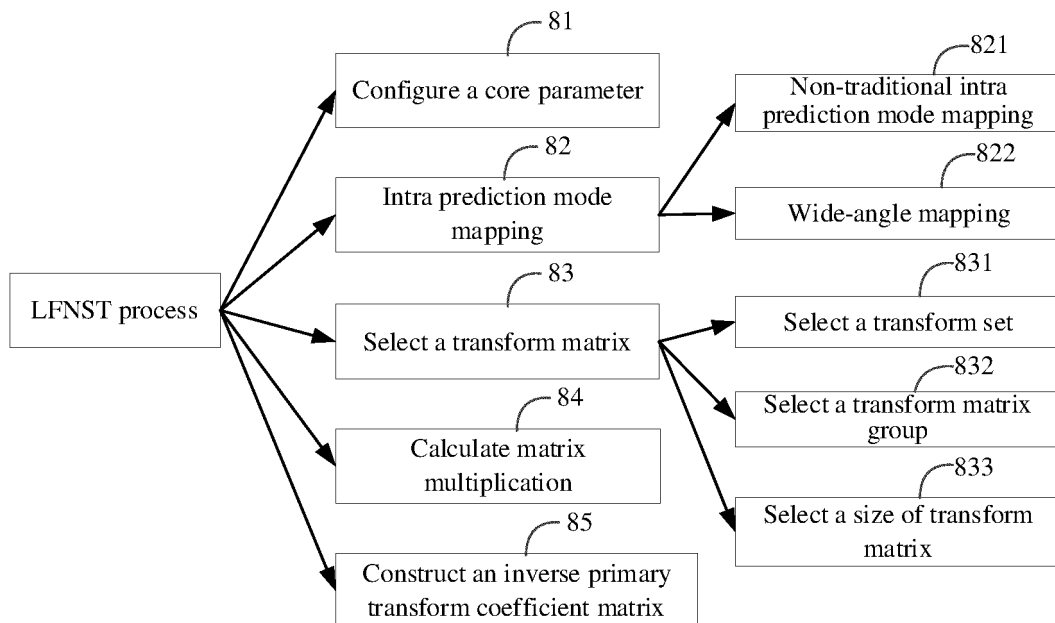 LFNST process
81
Configure a core parameter
82
Intra prediction mode
mapping
821
Non-traditional intra
prediction mode mapping
822
Wide-angle mapping
83
Select a transform matrix
831
Select a transform set
832
Select a transform matrix
group
833
Select a size of transform
matrix
84
Calculate matrix
multiplication
85
Construct an inverse primary
transform coefficient matrix